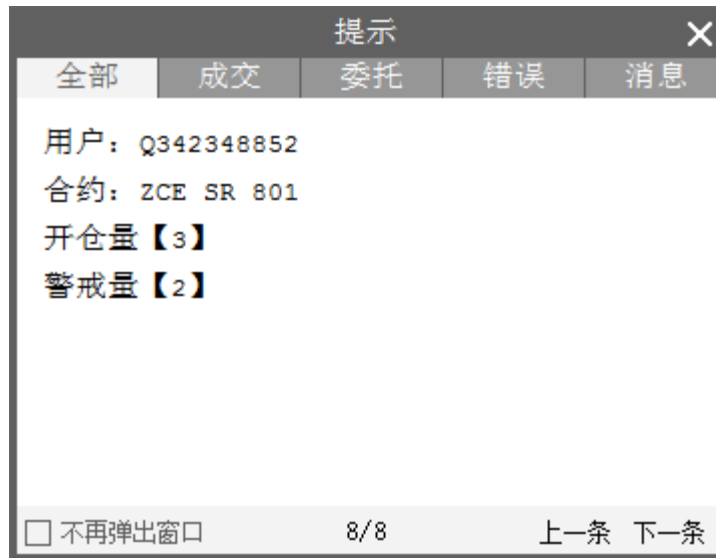 提示
全部 成交 委托 错误 消息
用户：Q342348852
合约：ZCE SR 801
开仓量【3】
警戒量【2】
不再弹出窗口 8/8 上一条 下一条